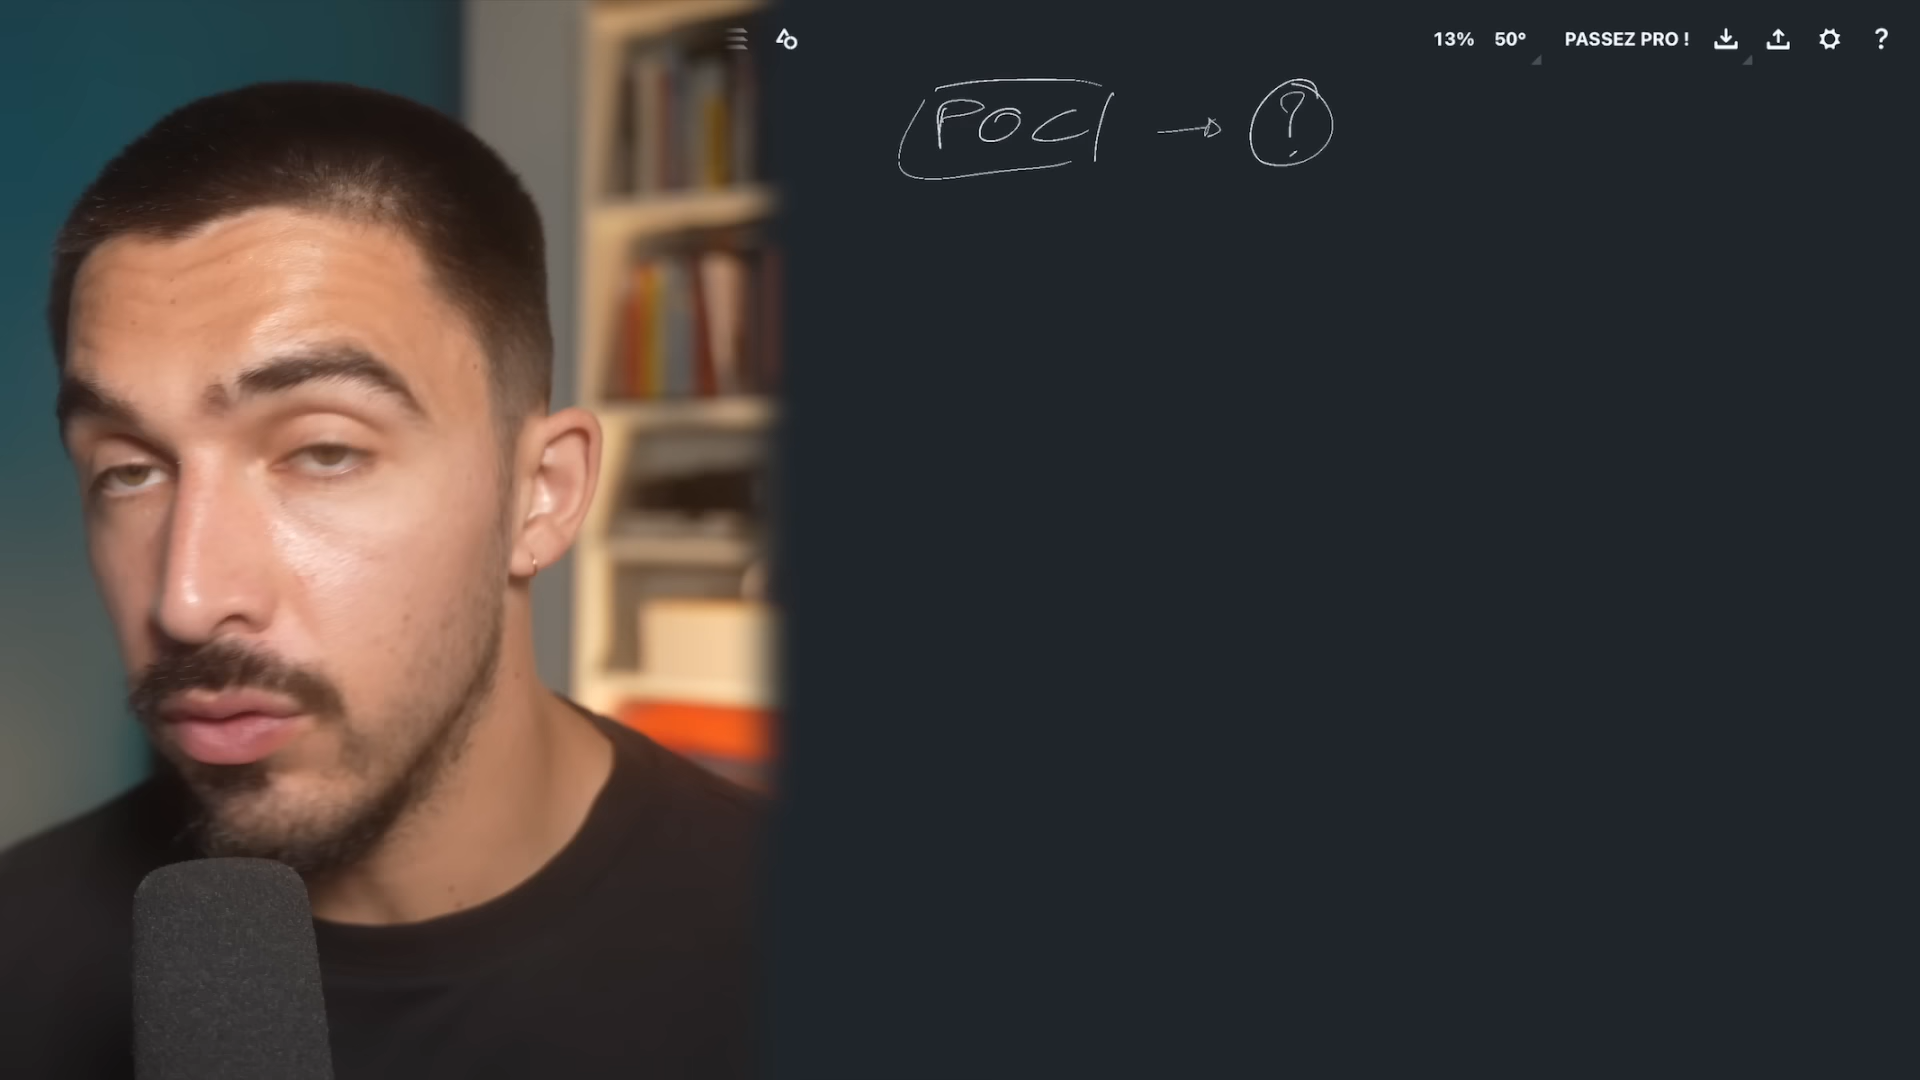 13% 50° PASSEZ PRO ! ?
POC → ?